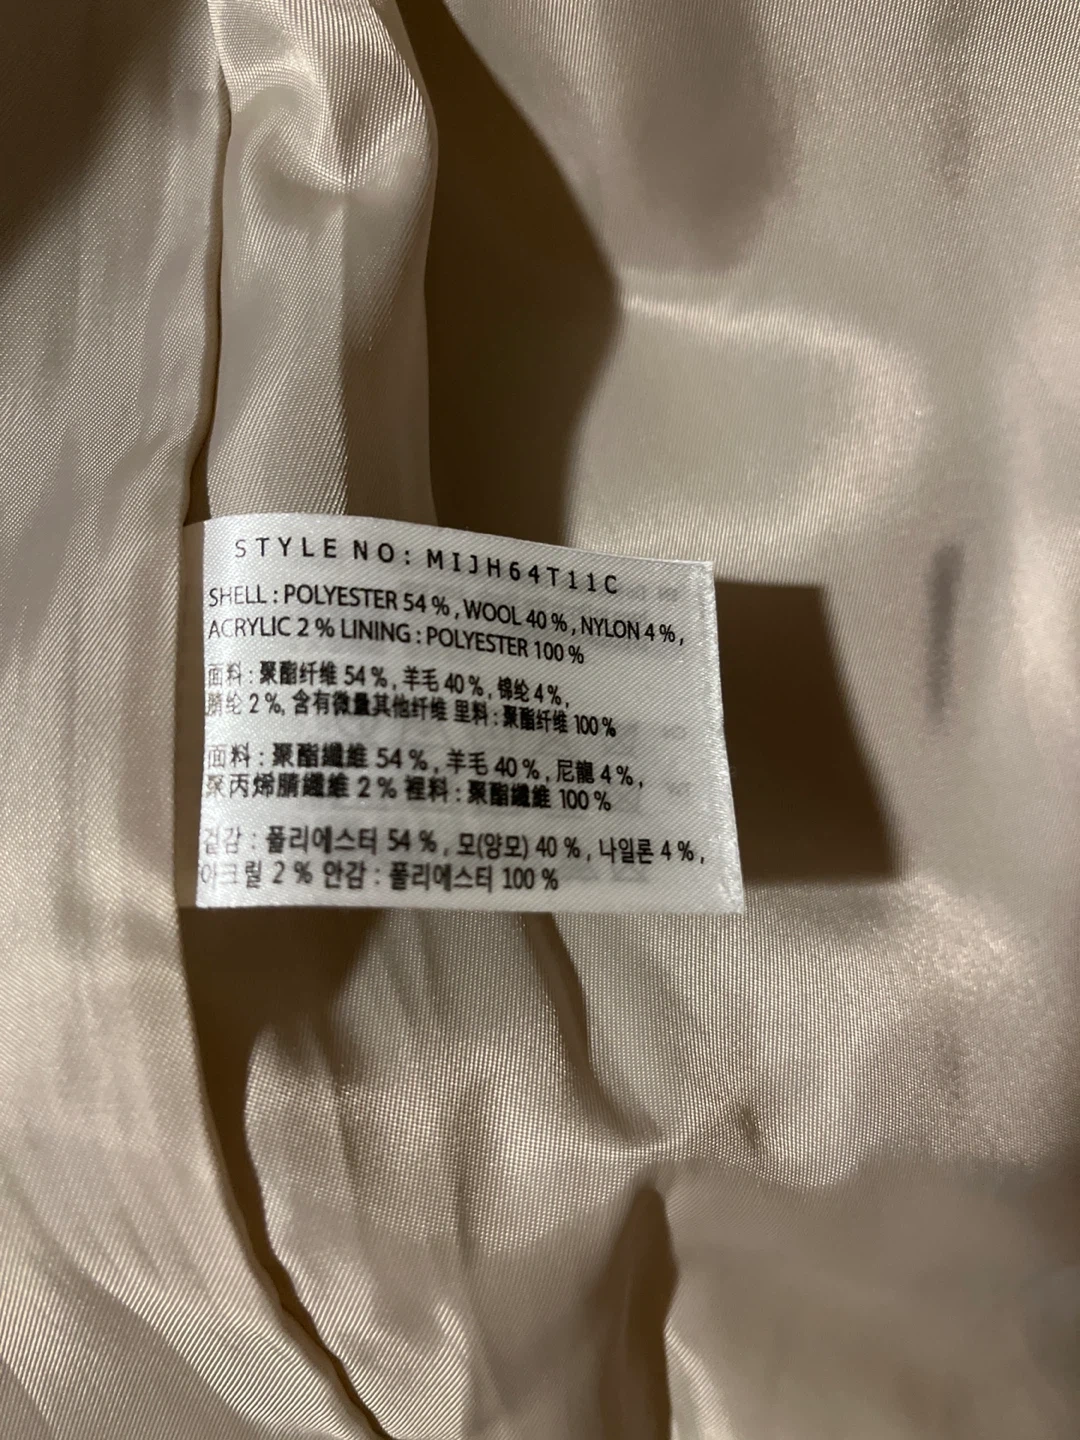 STYLE NO: MIJH64T11C
SHELL : POLYESTER 54 % , WOOL 40 % , NYLON 4 % ,
ACRYLIC 2 % LINING : POLYESTER 100 %
面料 : 聚酯纤维 54 % , 羊毛 40 % , 锦纶 4 % ,
腈纶 2 %, 含有微量其他纤维 里料 : 聚酯纤维 100 %
面料 : 聚酯纖維 54 % , 羊毛 40 % , 尼龍 4 % ,
聚丙烯腈纖維 2 % 裡料 : 聚酯纖維 100 %
겉감 : 폴리에스터 54 % , 모(양모) 40 % , 나일론 4 % ,
아크릴 2 % 안감 : 폴리에스터 100 %